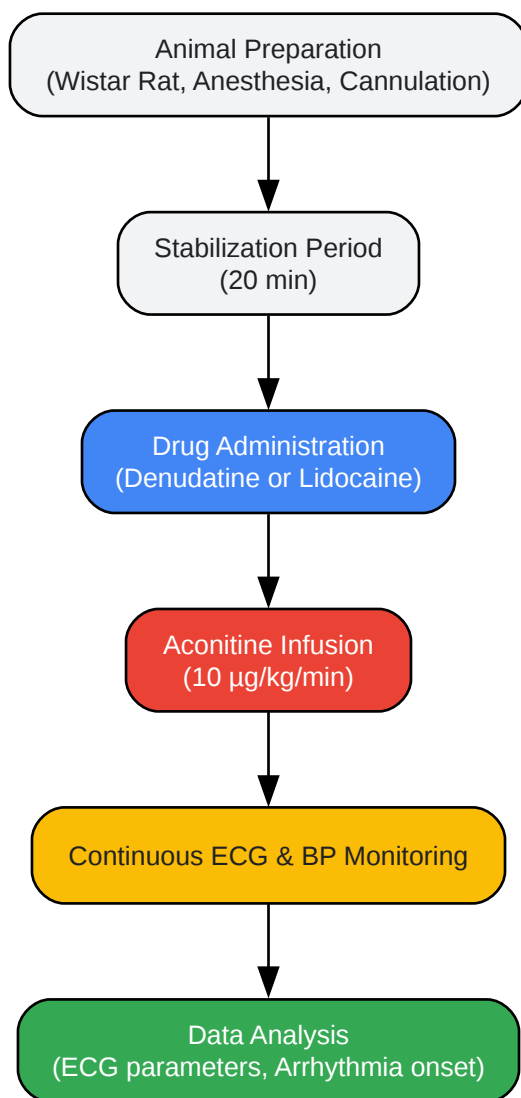 Animal Preparation
(Wistar Rat, Anesthesia, Cannulation)
Stabilization Period
(20 min)
Drug Administration
(Denudatine or Lidocaine)
Aconitine Infusion
(10 µg/kg/min)
Continuous ECG & BP Monitoring
Data Analysis
(ECG parameters, Arrhythmia onset)